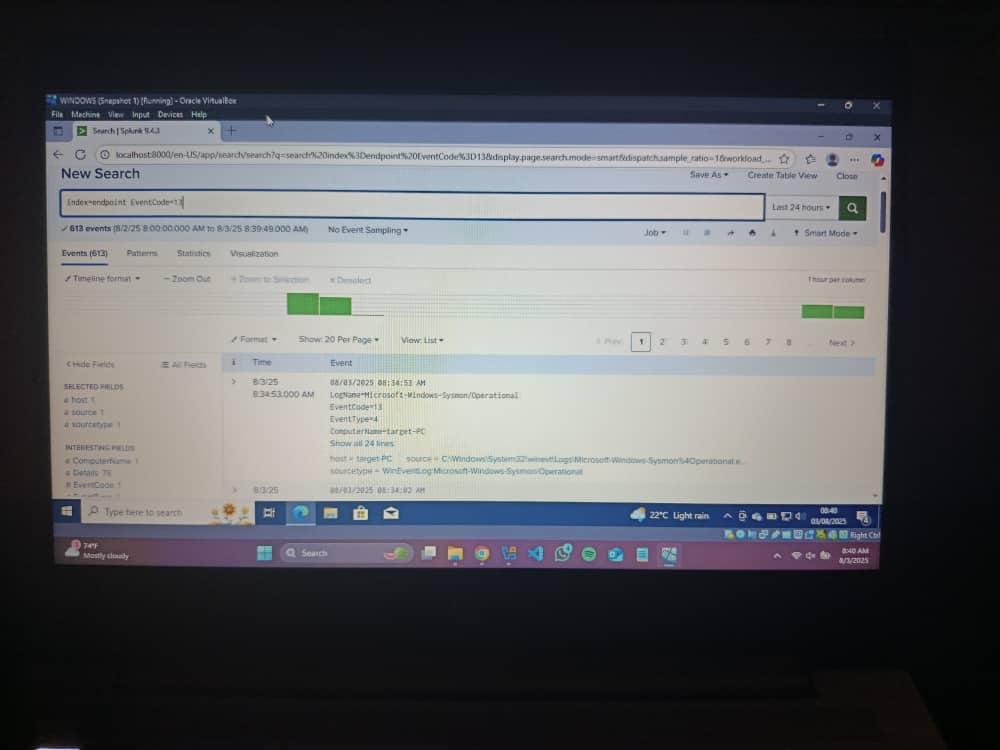 WINDOWS (Snapshot 1) [Running] - Oracle VirtualBox
File Machine View Input Devices Help
Search | Splunk 9.4.3
localhost:8000/en-US/app/search/search?q=search%20index%3Dendpoint%20EventCode%3D13&display.page.search.mode=smart&dispatch.sample_ratio=1&workload_...
New Search
Save As Create Table View Close
index=endpoint EventCode=13
Last 24 hours
613 events (8/2/25 8:00:00.000 AM to 8/3/25 8:39:49.000 AM) No Event Sampling
Job Smart Mode
Events (613) Patterns Statistics Visualization
Timeline format — Zoom Out + Zoom to Selection × Deselect
1 hour per column
Format Show: 20 Per Page View: List
< Prev 1 2 3 4 5 6 7 8 ... Next >
< Hide Fields All Fields
i Time Event
SELECTED FIELDS
a host 1
a source 1
a sourcetype 1
INTERESTING FIELDS
a ComputerName 1
a Details 76
# EventCode 1
> 8/3/25
8:34:53.000 AM
08/03/2025 08:34:53 AM
LogName=Microsoft-Windows-Sysmon/Operational
EventCode=13
EventType=4
ComputerName=target-PC
Show all 24 lines
host = target-PC source = C:\Windows\System32\winevt\Logs\Microsoft-Windows-Sysmon%4Operational.e...
sourcetype = WinEventLog:Microsoft-Windows-Sysmon/Operational
> 8/3/25 08/03/2025 08:34:02 AM
Type here to search
22°C Light rain
08:40
03/08/2025
4
Right Ctrl
74°F
Mostly cloudy
Search
8:40 AM
8/3/2025